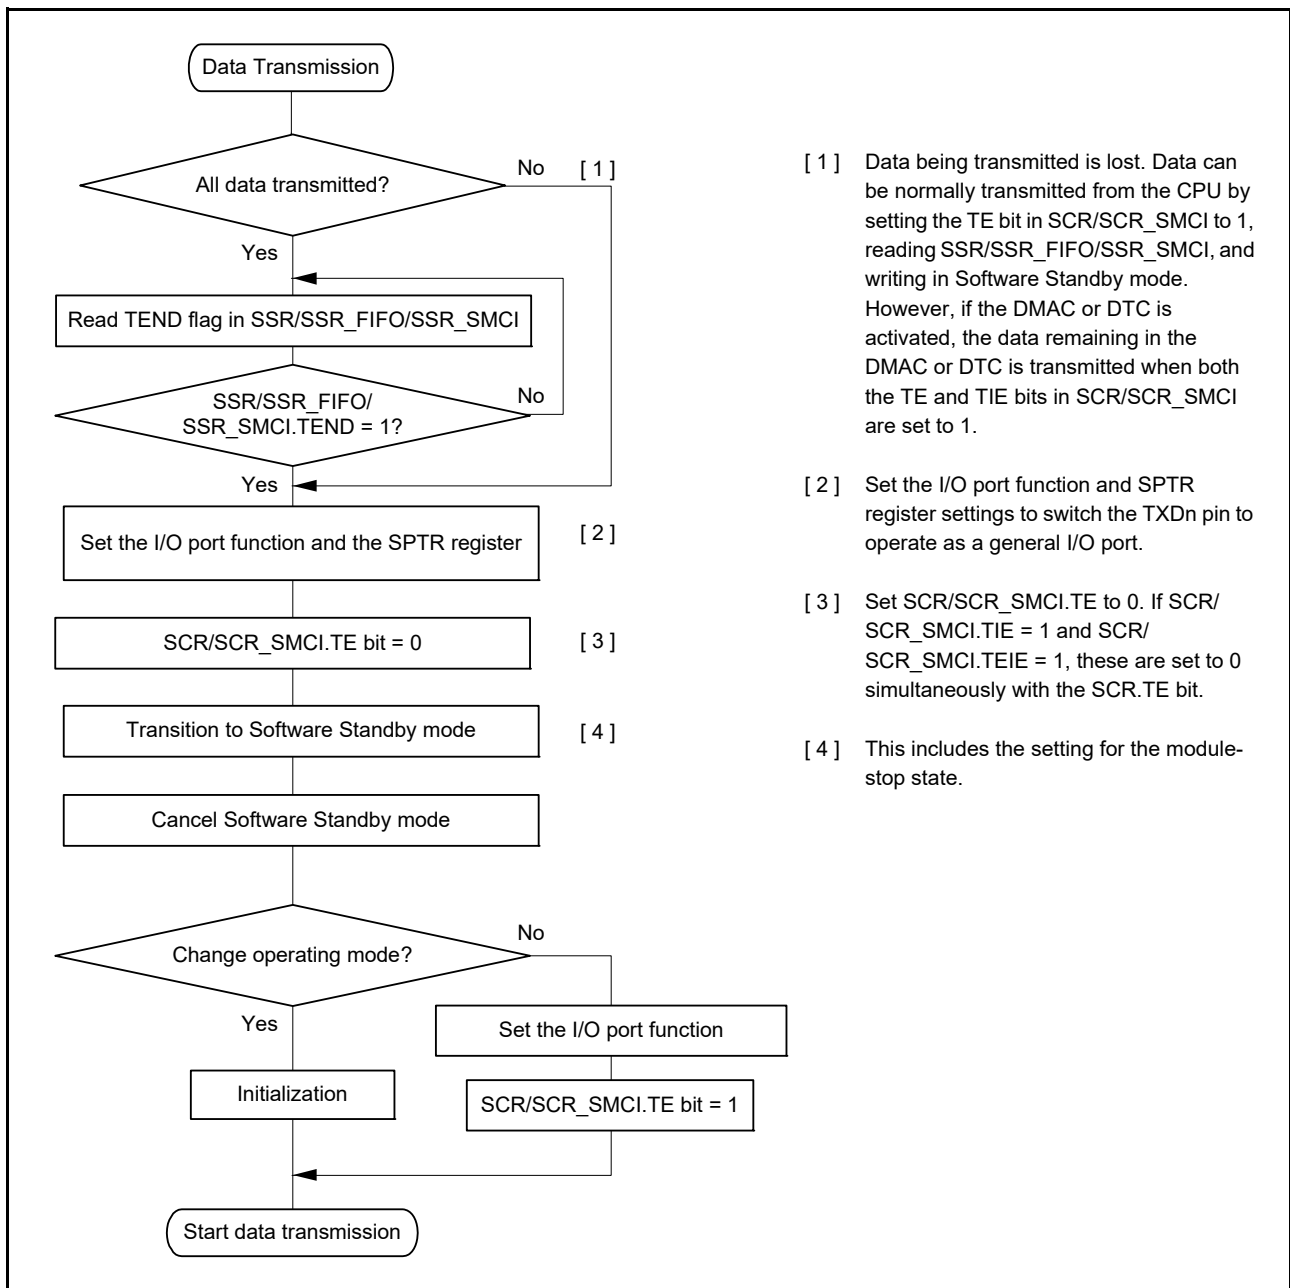 Data Transmission
All data transmitted?
No
[ 1 ]
Yes
Read TEND flag in SSR/SSR_FIFO/SSR_SMCI
SSR/SSR_FIFO/
SSR_SMCI.TEND = 1?
No
Yes
Set the I/O port function and the SPTR register
[ 2 ]
SCR/SCR_SMCI.TE bit = 0
[ 3 ]
Transition to Software Standby mode
[ 4 ]
Cancel Software Standby mode
Change operating mode?
No
Yes
Set the I/O port function
Initialization
SCR/SCR_SMCI.TE bit = 1
Start data transmission
[ 1 ] Data being transmitted is lost. Data can
be normally transmitted from the CPU by
setting the TE bit in SCR/SCR_SMCI to 1,
reading SSR/SSR_FIFO/SSR_SMCI, and
writing in Software Standby mode.
However, if the DMAC or DTC is
activated, the data remaining in the
DMAC or DTC is transmitted when both
the TE and TIE bits in SCR/SCR_SMCI
are set to 1.
[ 2 ] Set the I/O port function and SPTR
register settings to switch the TXDn pin to
operate as a general I/O port.
[ 3 ] Set SCR/SCR_SMCI.TE to 0. If SCR/
SCR_SMCI.TIE = 1 and SCR/
SCR_SMCI.TEIE = 1, these are set to 0
simultaneously with the SCR.TE bit.
[ 4 ] This includes the setting for the module-
stop state.